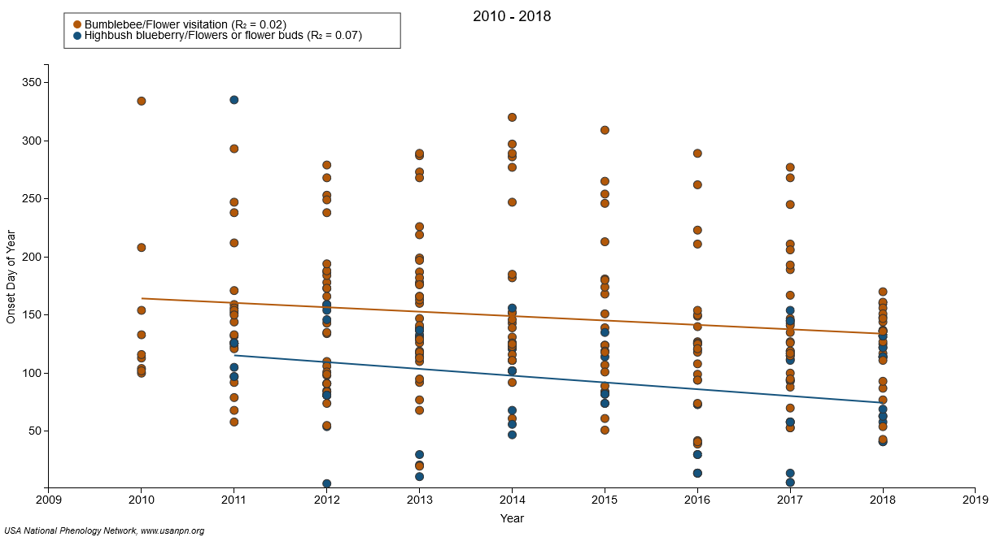 2010 - 2018
Bumblebee/Flower visitation (R₂ = 0.02)
Highbush blueberry/Flowers or flower buds (R₂ = 0.07)
350
300
250
200
150
100
50
Onset Day of Year
2009 2010 2011 2012 2013 2014 2015 2016 2017 2018 2019
Year
USA National Phenology Network, www.usanpn.org